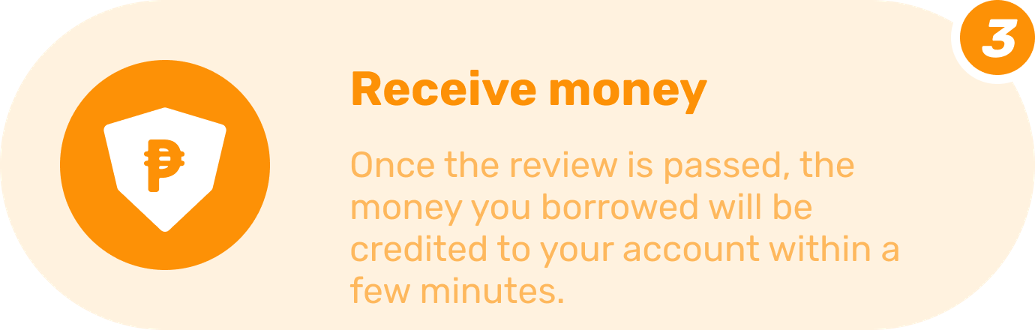 3
Receive money
₱
Once the review is passed, the
money you borrowed will be
credited to your account within a
few minutes.